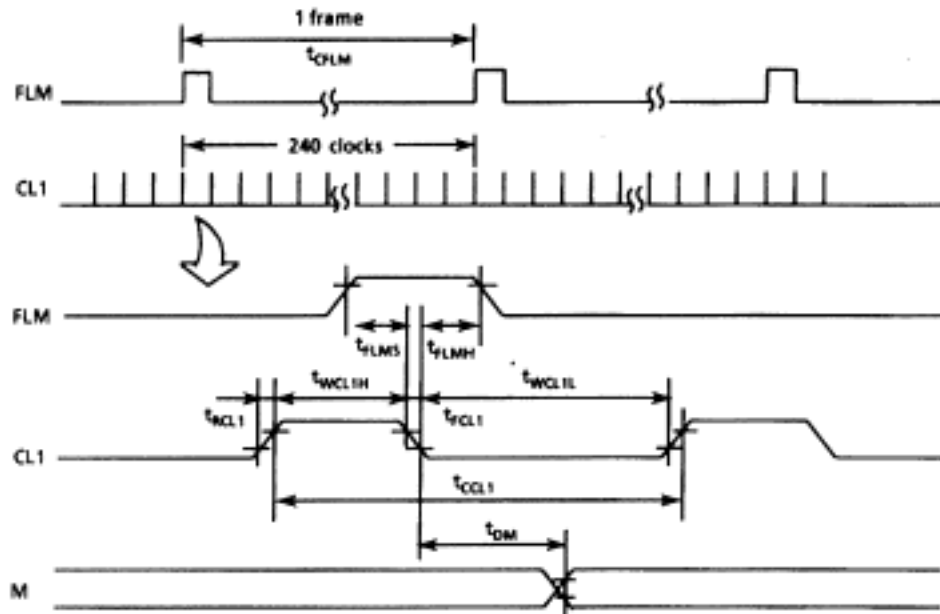 1 frame
tCFLM
FLM
240 clocks
CL1
FLM
tFLMS
tFLMH
tWCL1H
tWCL1L
tRCL1
tFCL1
CL1
tCCL1
tDM
M